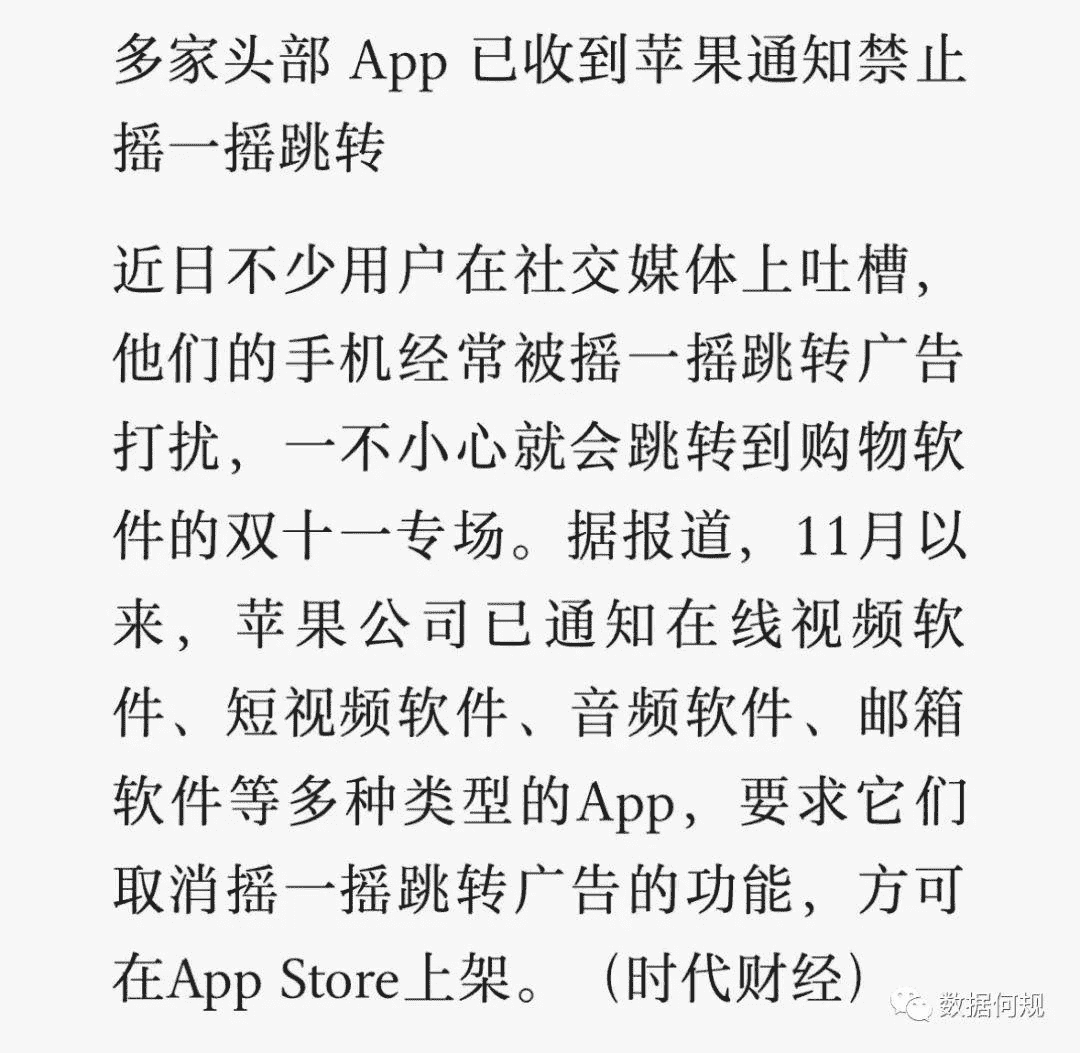 多家头部 App 已收到苹果通知禁止
摇一摇跳转
近日不少用户在社交媒体上吐槽，
他们的手机经常被摇一摇跳转广告
打扰，一不小心就会跳转到购物软
件的双十一专场。据报道，11月以
来，苹果公司已通知在线视频软
件、短视频软件、音频软件、邮箱
软件等多种类型的App，要求它们
取消摇一摇跳转广告的功能，方可
在App Store上架。（时代财经）
数据何规